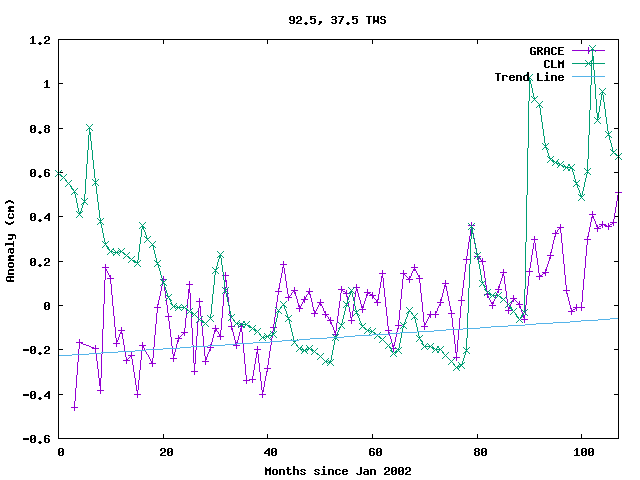 92.5, 37.5 TWS
GRACE
CLM
Trend Line
1.2
1
0.8
0.6
0.4
0.2
0
-0.2
-0.4
-0.6
Anomaly (cm)
0 20 40 60 80 100
Months since Jan 2002